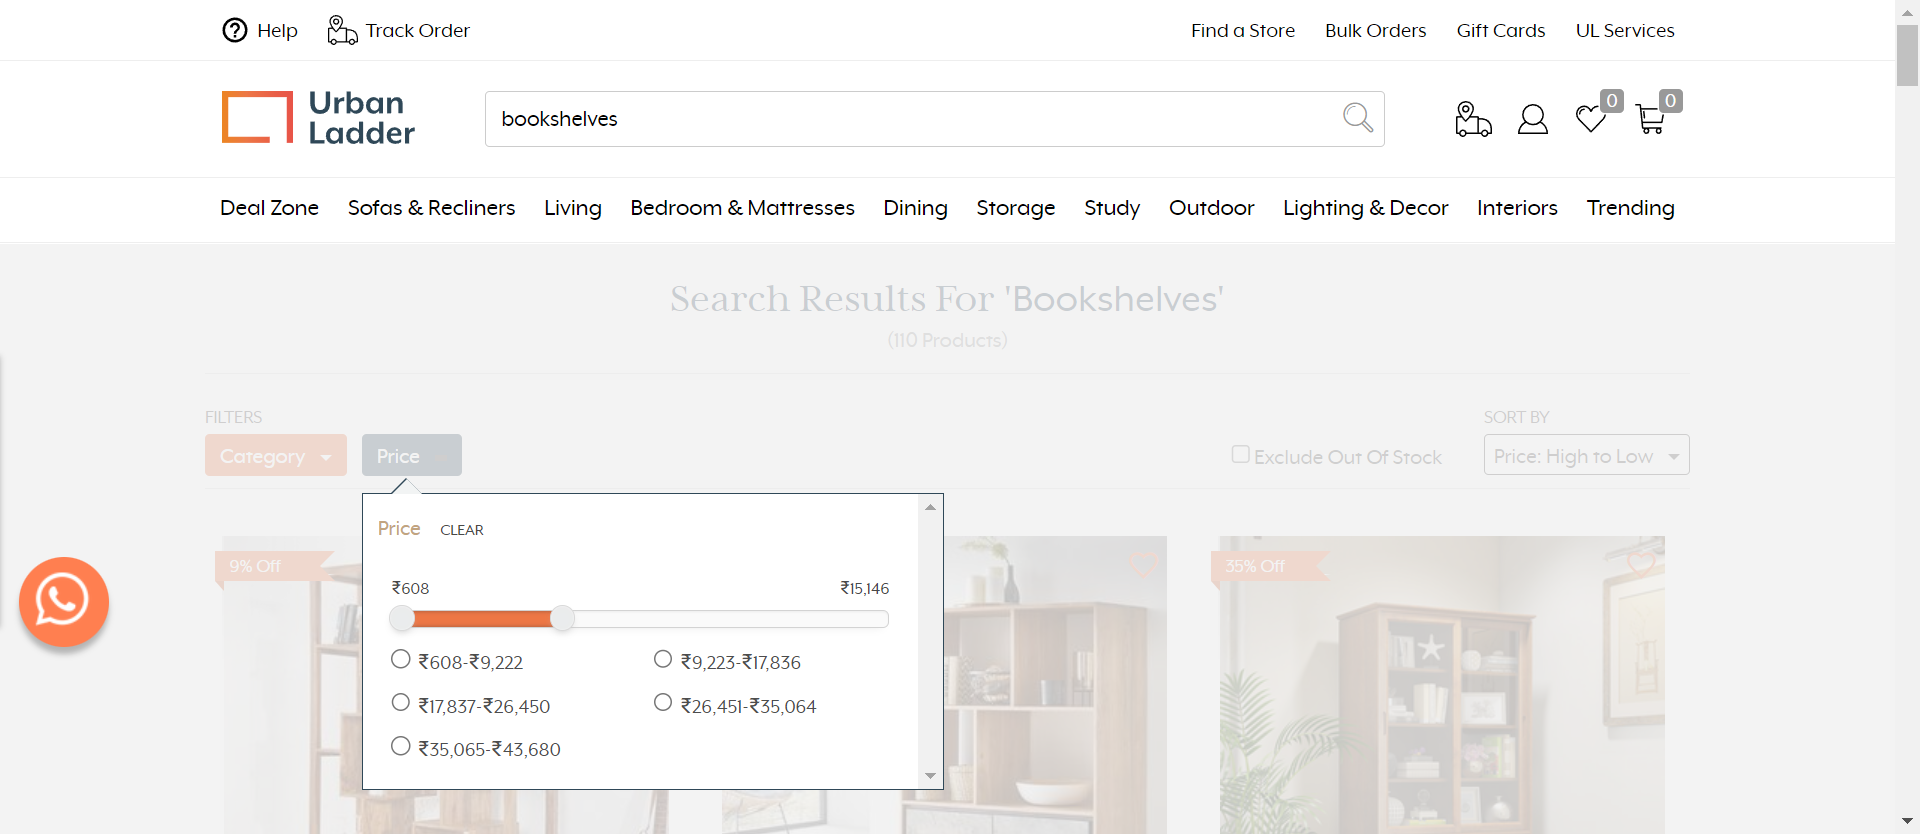 Help
Track Order
Find a Store
Bulk Orders
Gift Cards
UL Services
Urban
Ladder
bookshelves
0
0
Deal Zone
Sofas & Recliners
Living
Bedroom & Mattresses
Dining
Storage
Study
Outdoor
Lighting & Decor
Interiors
Trending
Search Results For 'Bookshelves'
(110 Products)
FILTERS
SORT BY
Category
Price
Exclude Out Of Stock
Price: High to Low
Price
CLEAR
9% Off
35% Off
₹608
₹15,146
₹608-₹9,222
₹9,223-₹17,836
₹17,837-₹26,450
₹26,451-₹35,064
₹35,065-₹43,680